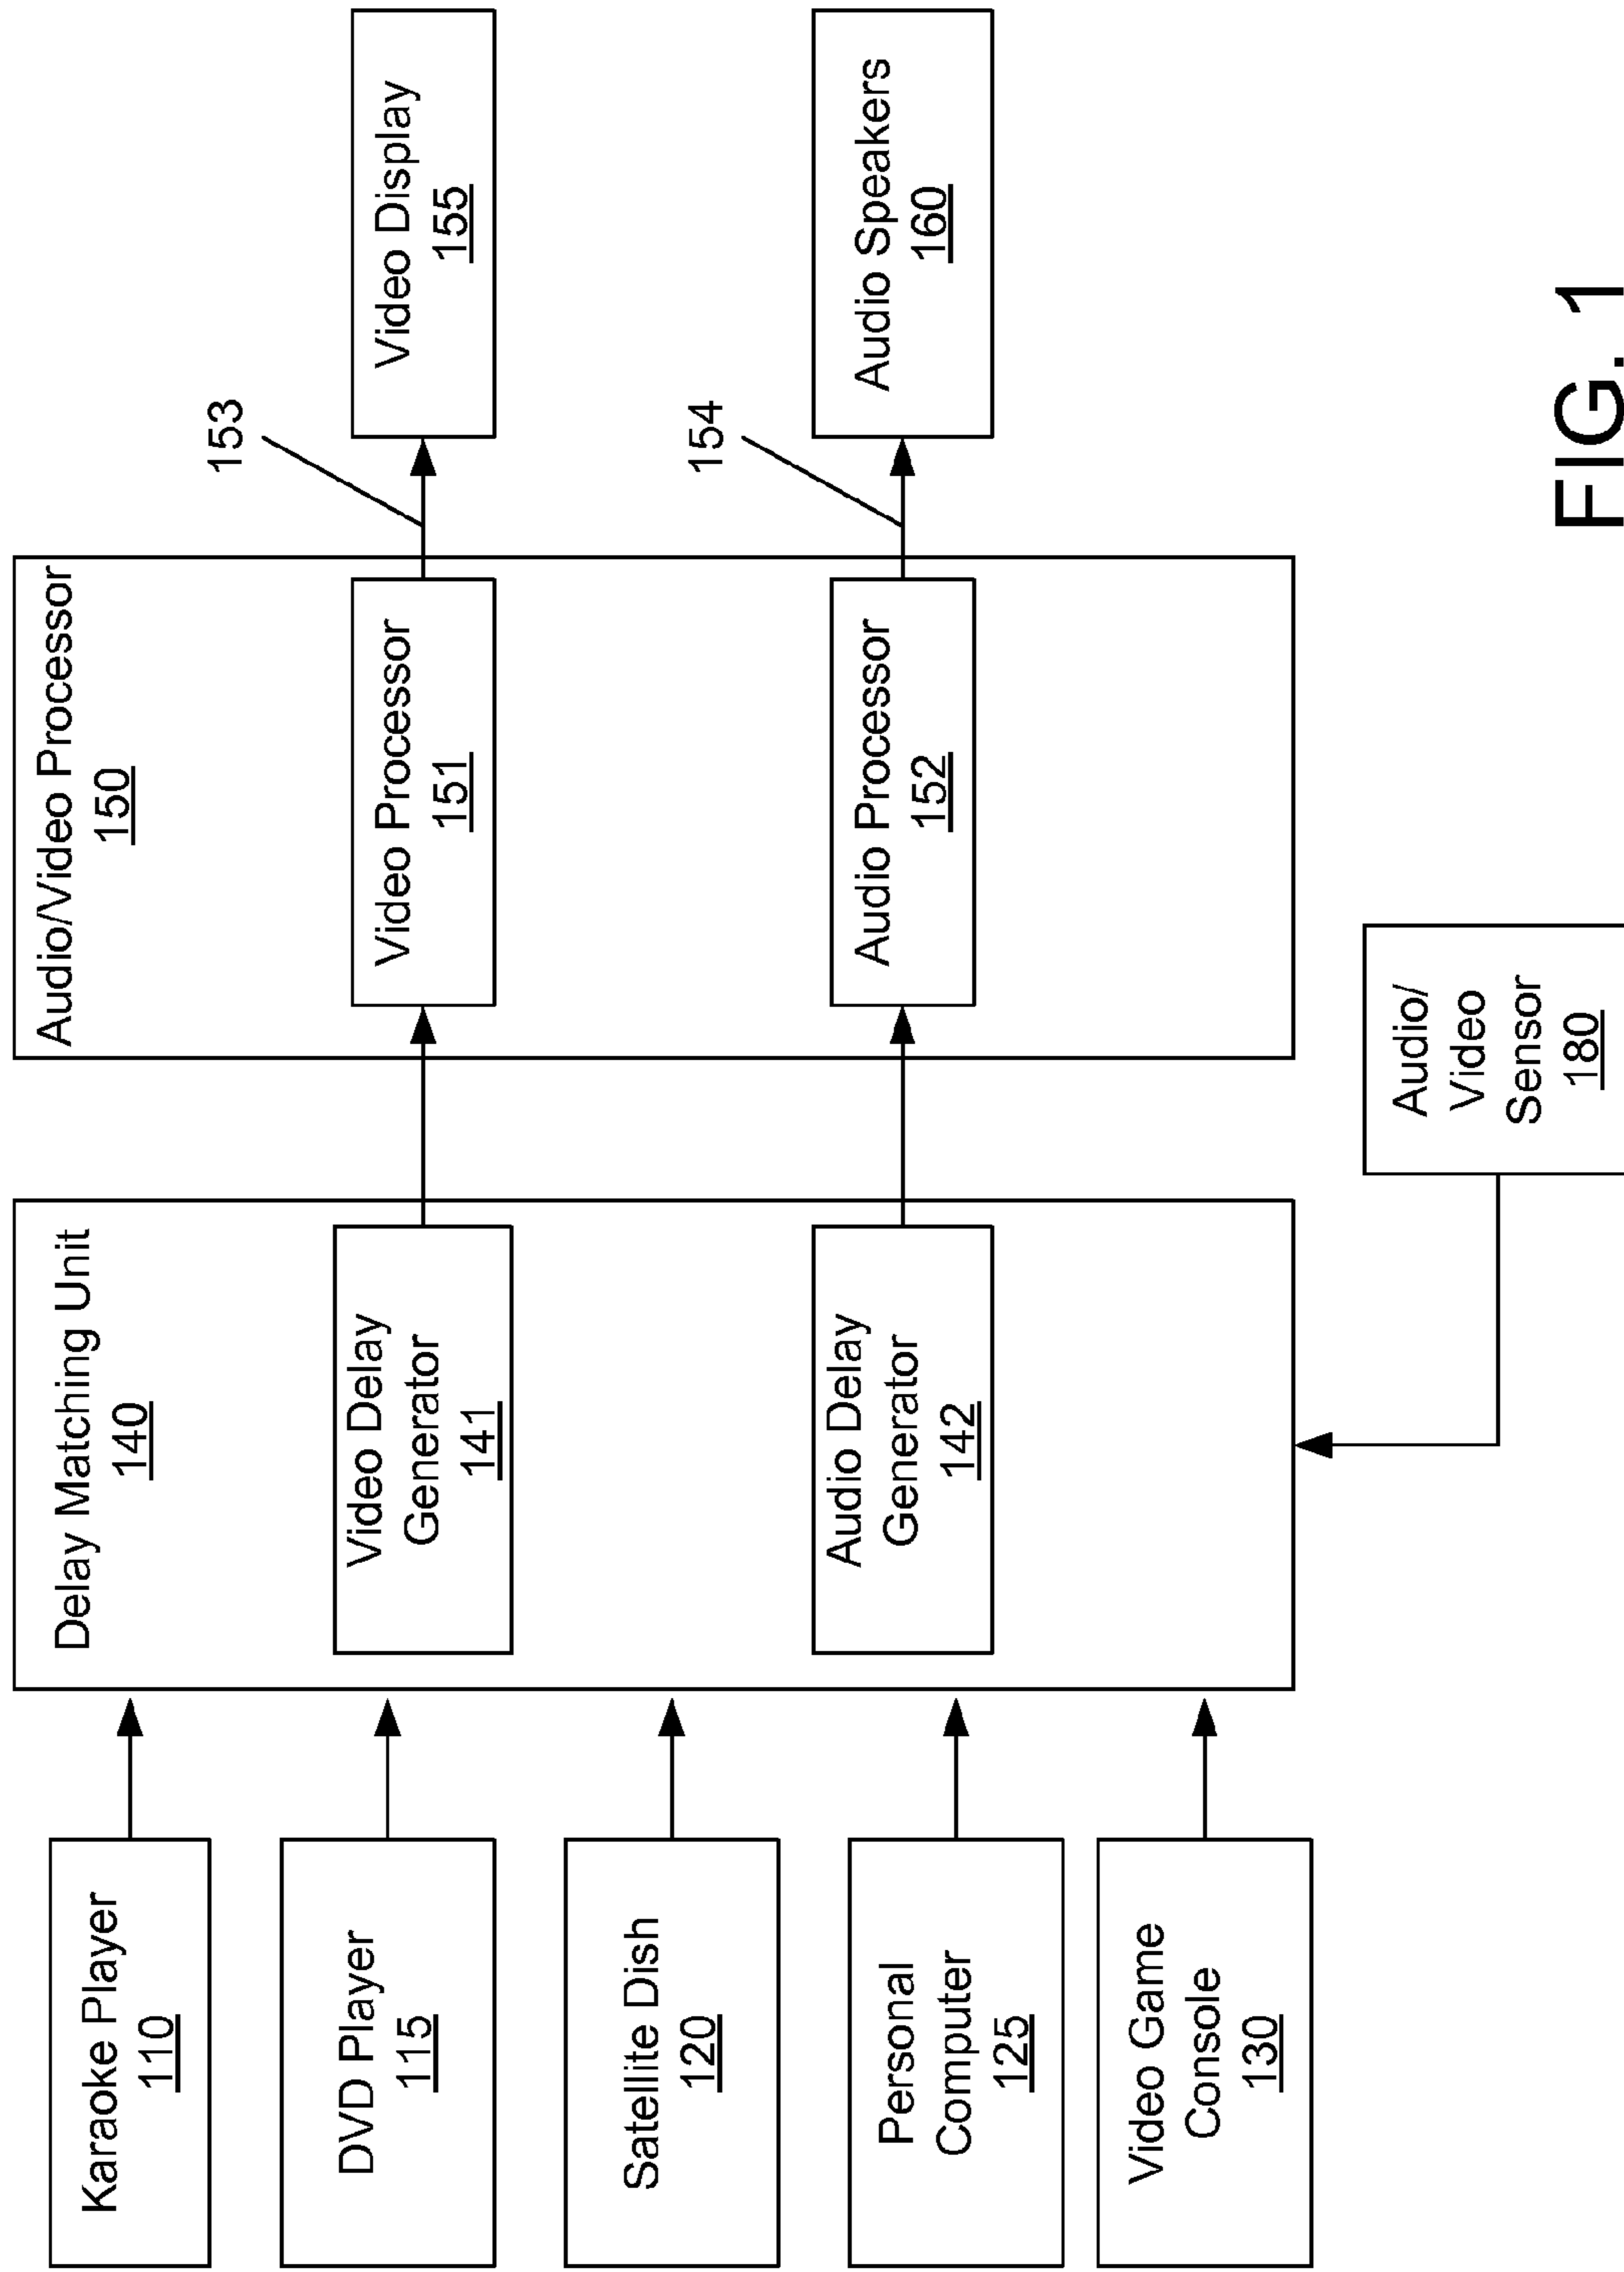 Karaoke Player
110
DVD Player
115
Satellite Dish
120
Personal
Computer
125
Video Game
Console
130
Delay Matching Unit
140
Video Delay
Generator
141
Audio Delay
Generator
142
Audio/Video Processor
150
Video Processor
151
Audio Processor
152
153
154
Video Display
155
Audio Speakers
160
Audio/
Video
Sensor
180
FIG. 1